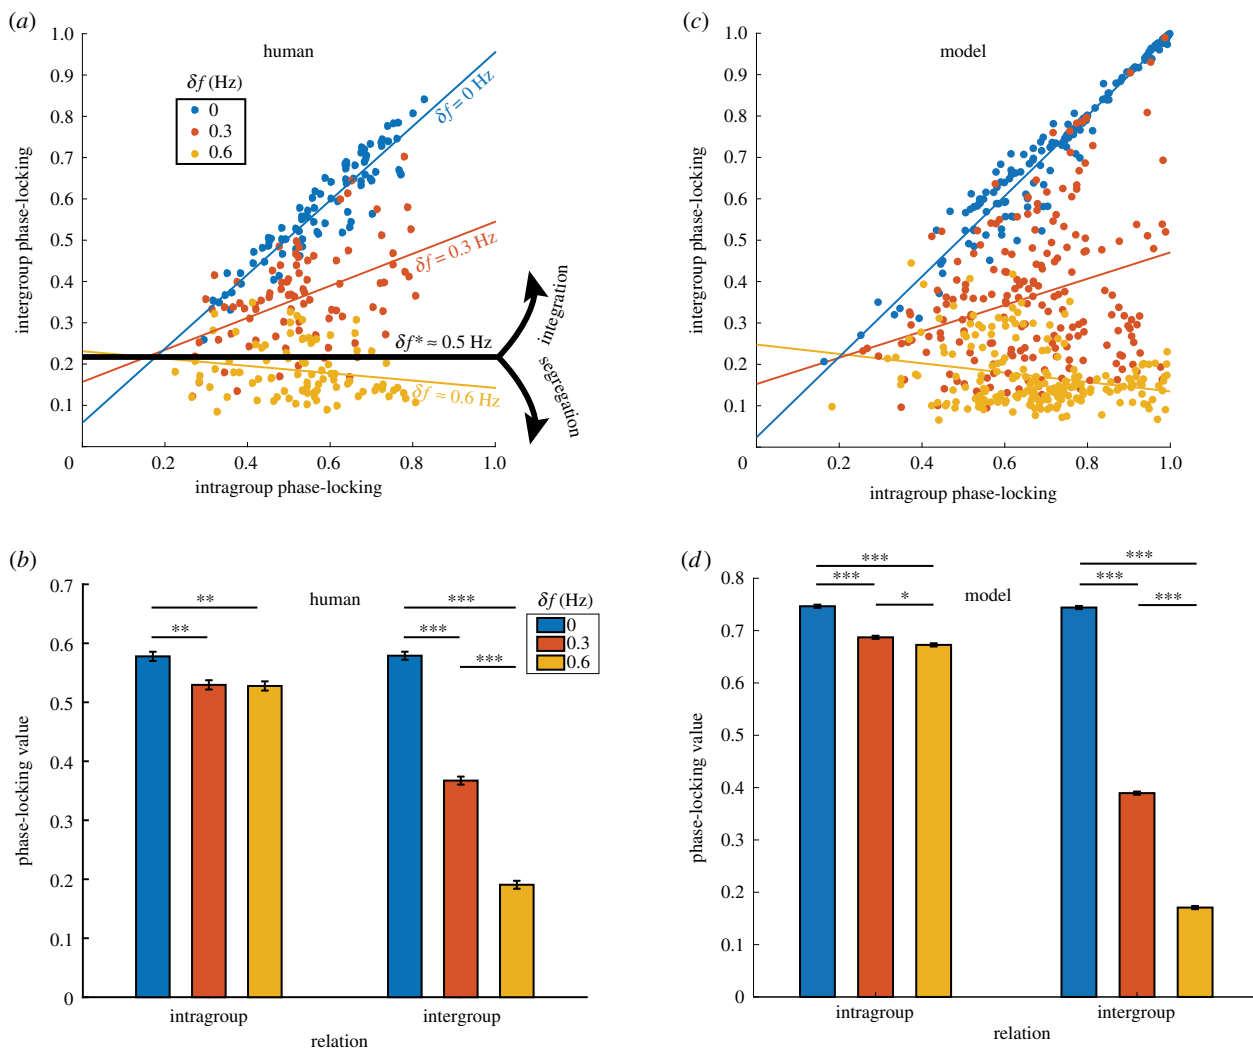 (a)
human
δf (Hz)
0
0.3
0.6
1.0
0.9
0.8
0.7
0.6
0.5
0.4
0.3
0.2
0.1
0
0.2
0.4
0.6
0.8
1.0
intergroup phase-locking
intragroup phase-locking
δf = 0 Hz
δf = 0.3 Hz
δf* ≈ 0.5 Hz
δf ≈ 0.6 Hz
integration
segregation
(c)
model
1.0
0.9
0.8
0.7
0.6
0.5
0.4
0.3
0.2
0.1
0
0.2
0.4
0.6
0.8
1.0
intergroup phase-locking
intragroup phase-locking
(b)
human
δf (Hz)
0
0.3
0.6
0.7
0.6
0.5
0.4
0.3
0.2
0.1
0
phase-locking value
**
**
***
***
***
intragroup
intergroup
relation
(d)
model
0.8
0.7
0.6
0.5
0.4
0.3
0.2
0.1
0
phase-locking value
***
***
*
***
***
***
intragroup
intergroup
relation